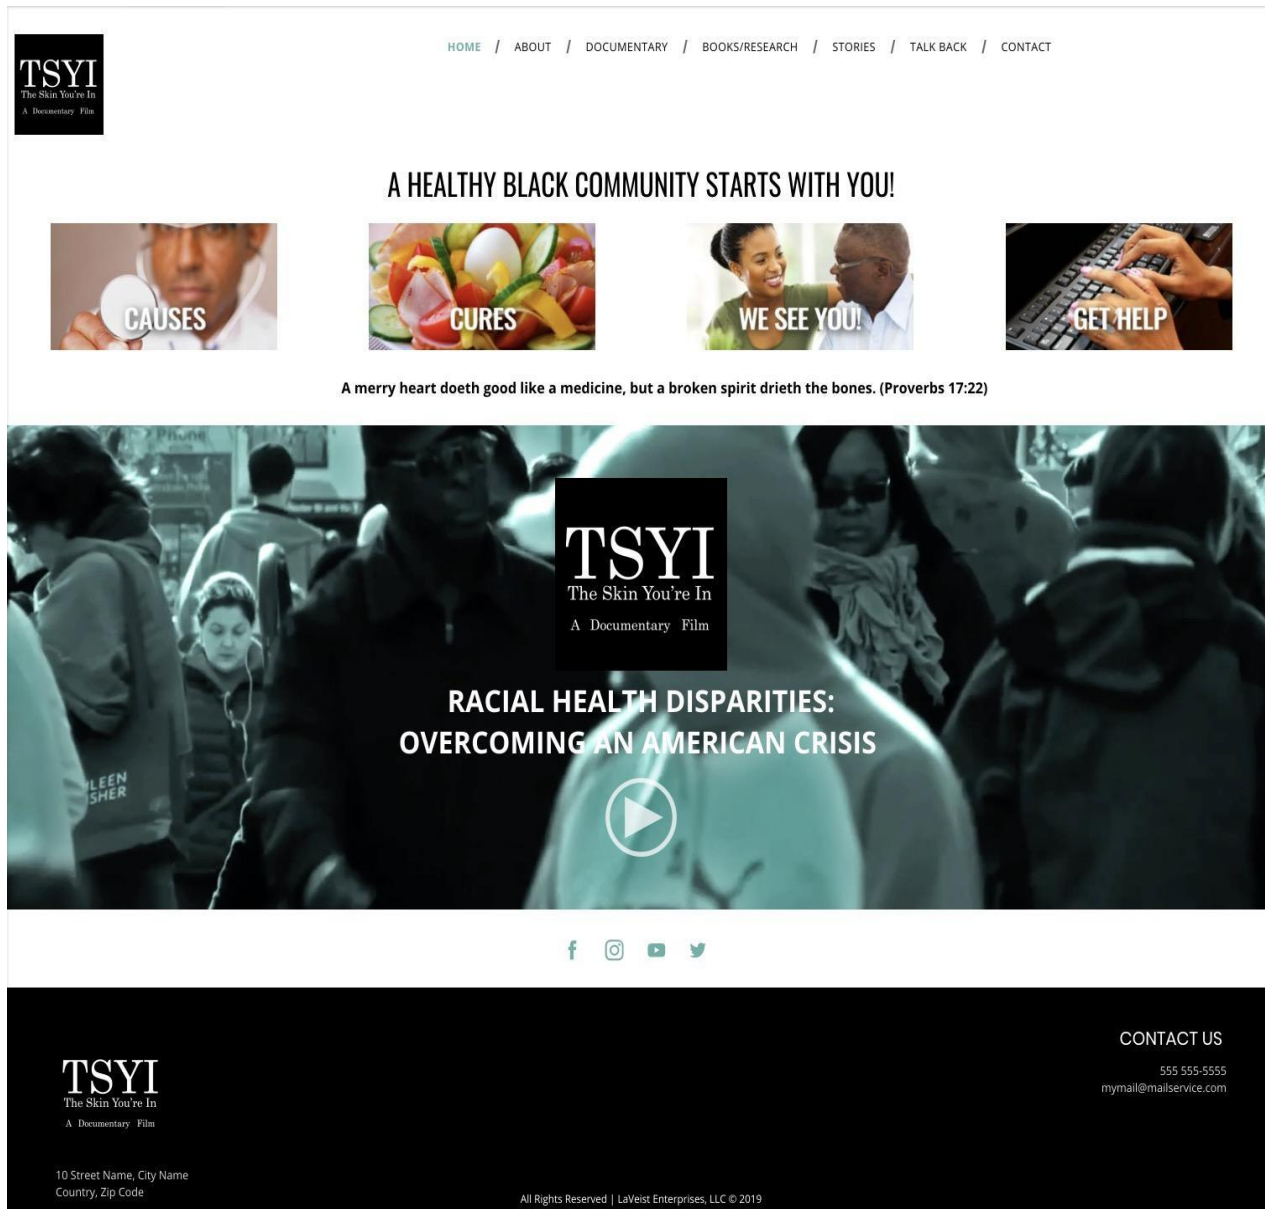 TSYI
The Skin You're In
A Documentary Film
HOME / ABOUT / DOCUMENTARY / BOOKS/RESEARCH / STORIES / TALK BACK / CONTACT
A HEALTHY BLACK COMMUNITY STARTS WITH YOU!
CAUSES
CURES
WE SEE YOU!
GET HELP
A merry heart doeth good like a medicine, but a broken spirit drieth the bones. (Proverbs 17:22)
Phone
TSYI
The Skin You're In
A Documentary Film
RACIAL HEALTH DISPARITIES:
OVERCOMING AN AMERICAN CRISIS
LEEN
SHER
TSYI
The Skin You're In
A Documentary Film
10 Street Name, City Name
Country, Zip Code
CONTACT US
555 555-5555
mymail@mailservice.com
All Rights Reserved | LaVeist Enterprises, LLC © 2019